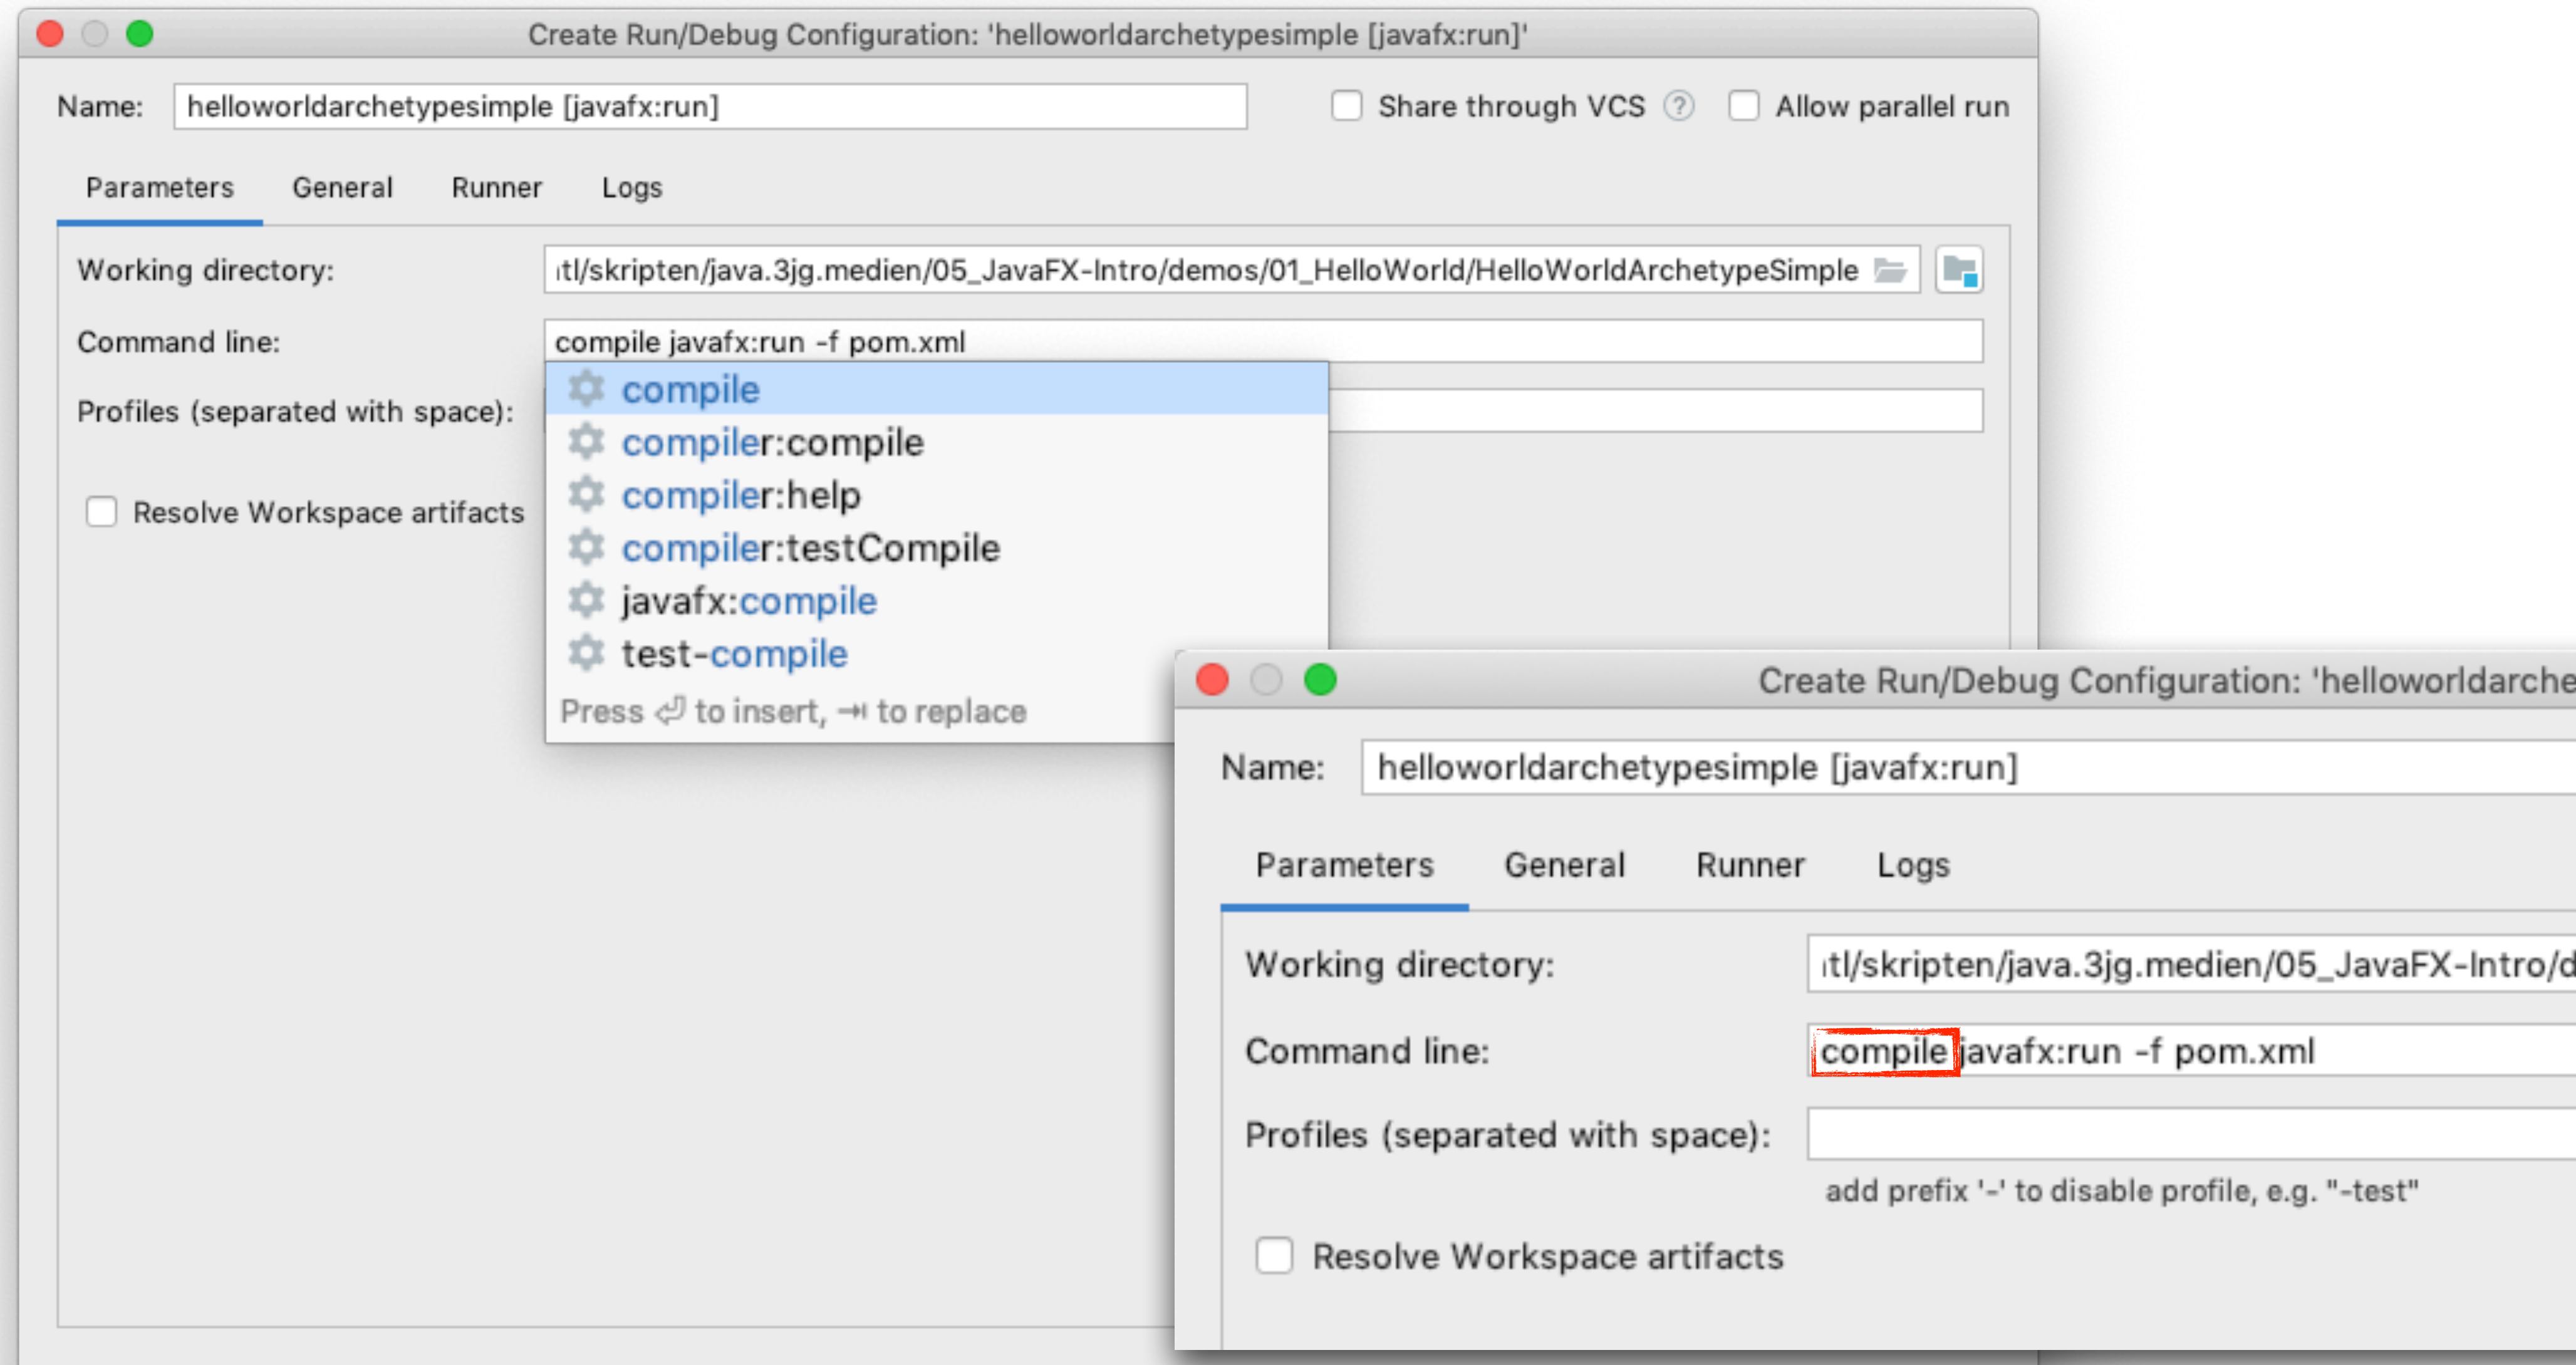 Create Run/Debug Configuration: 'helloworldarchetypesimple [javafx:run]'
Name: helloworldarchetypesimple [javafx:run] Share through VCS ? Allow parallel run
Parameters General Runner Logs
Working directory: tl/skripten/java.3jg.medien/05_JavaFX-Intro/demos/01_HelloWorld/HelloWorldArchetypeSimple
Command line: compile javafx:run -f pom.xml
Profiles (separated with space):
compile
compiler:compile
compiler:help
compiler:testCompile
javafx:compile
test-compile
Press ⏎ to insert, ⇥ to replace
Resolve Workspace artifacts
Create Run/Debug Configuration: 'helloworldarche
Name: helloworldarchetypesimple [javafx:run]
Parameters General Runner Logs
Working directory: tl/skripten/java.3jg.medien/05_JavaFX-Intro/d
Command line: compile javafx:run -f pom.xml
Profiles (separated with space):
add prefix '-' to disable profile, e.g. "-test"
Resolve Workspace artifacts